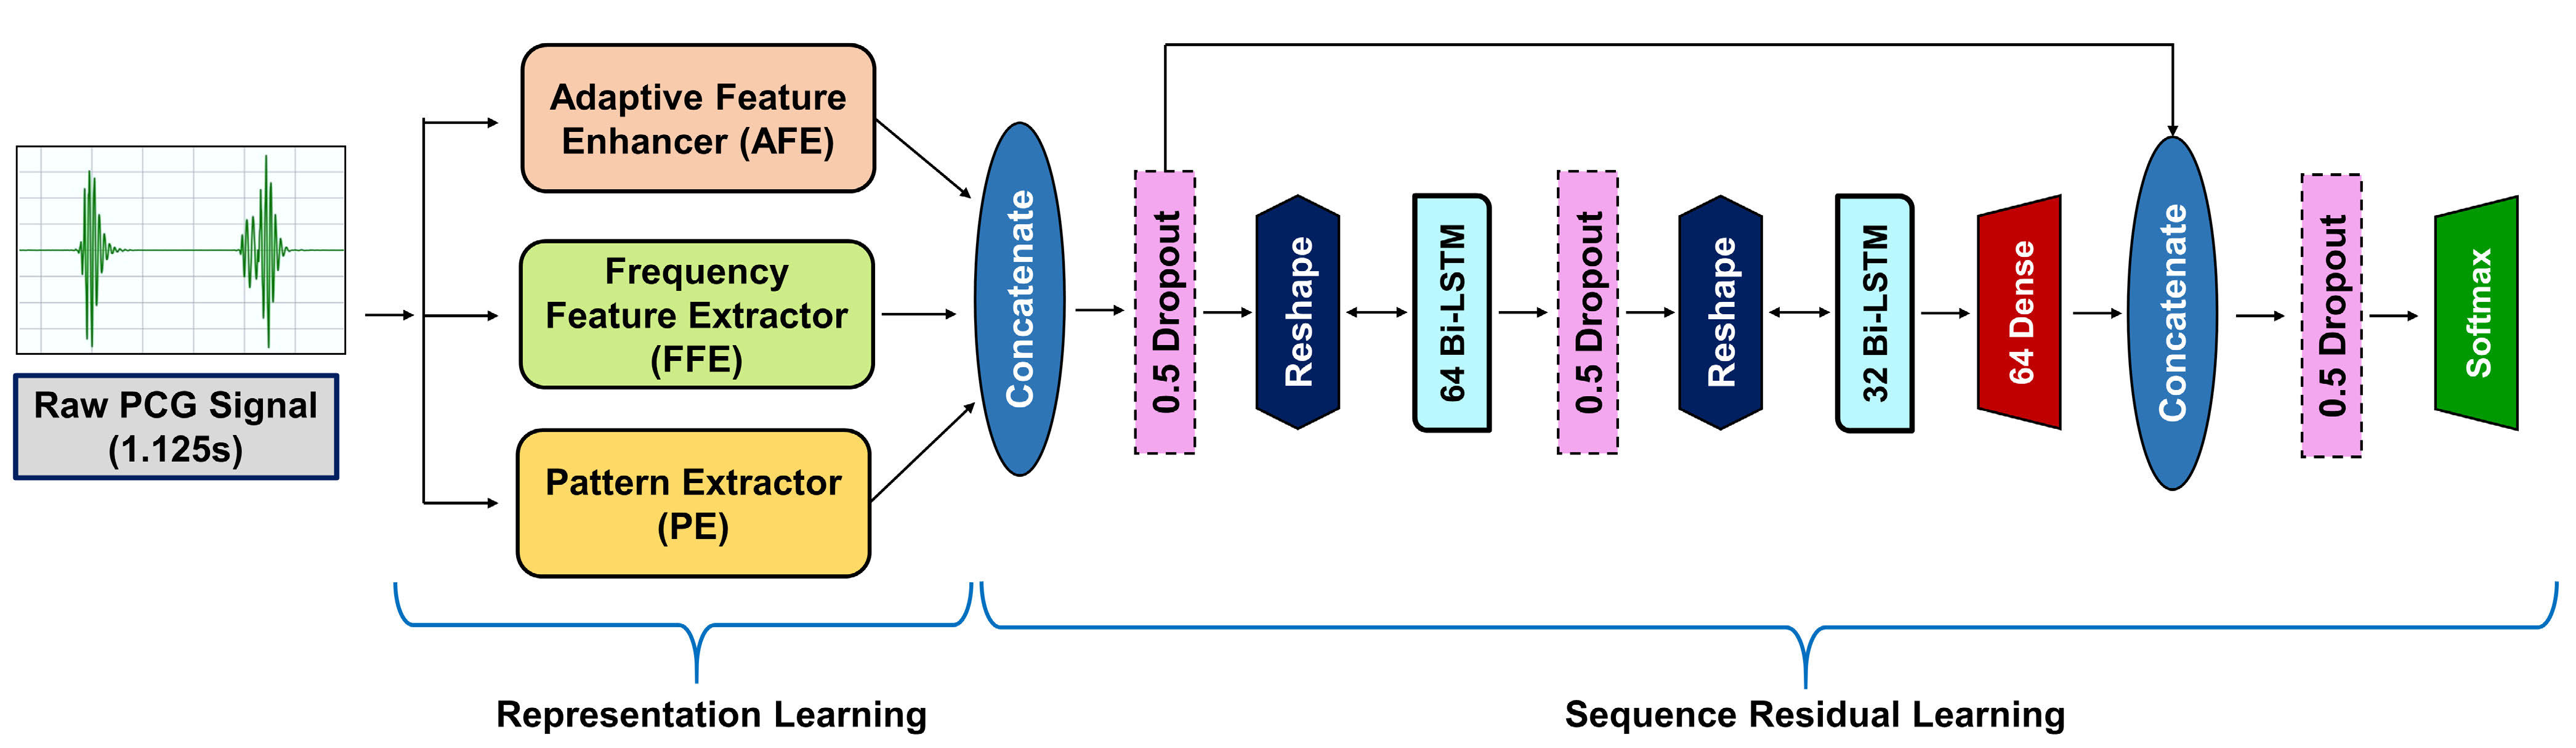 Raw PCG Signal
(1.125s)
Adaptive Feature
Enhancer (AFE)
Frequency
Feature Extractor
(FFE)
Pattern Extractor
(PE)
Concatenate
0.5 Dropout
Reshape
64 Bi-LSTM
0.5 Dropout
Reshape
32 Bi-LSTM
64 Dense
Concatenate
0.5 Dropout
Softmax
Representation Learning
Sequence Residual Learning